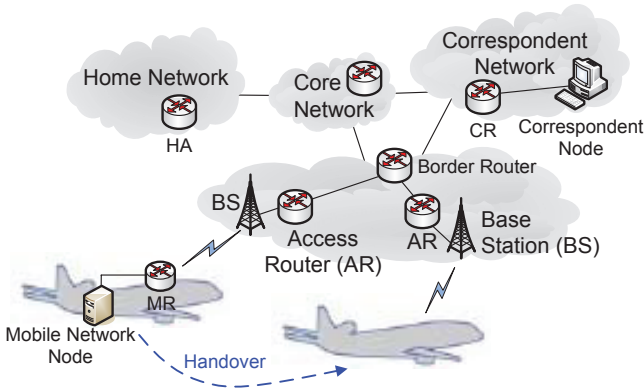 Correspondent
Network
Home Network
Core
Network
HA
CR
Correspondent
Node
Border Router
BS
AR
Base
Station (BS)
Access
Router (AR)
MR
Mobile Network
Node
Handover